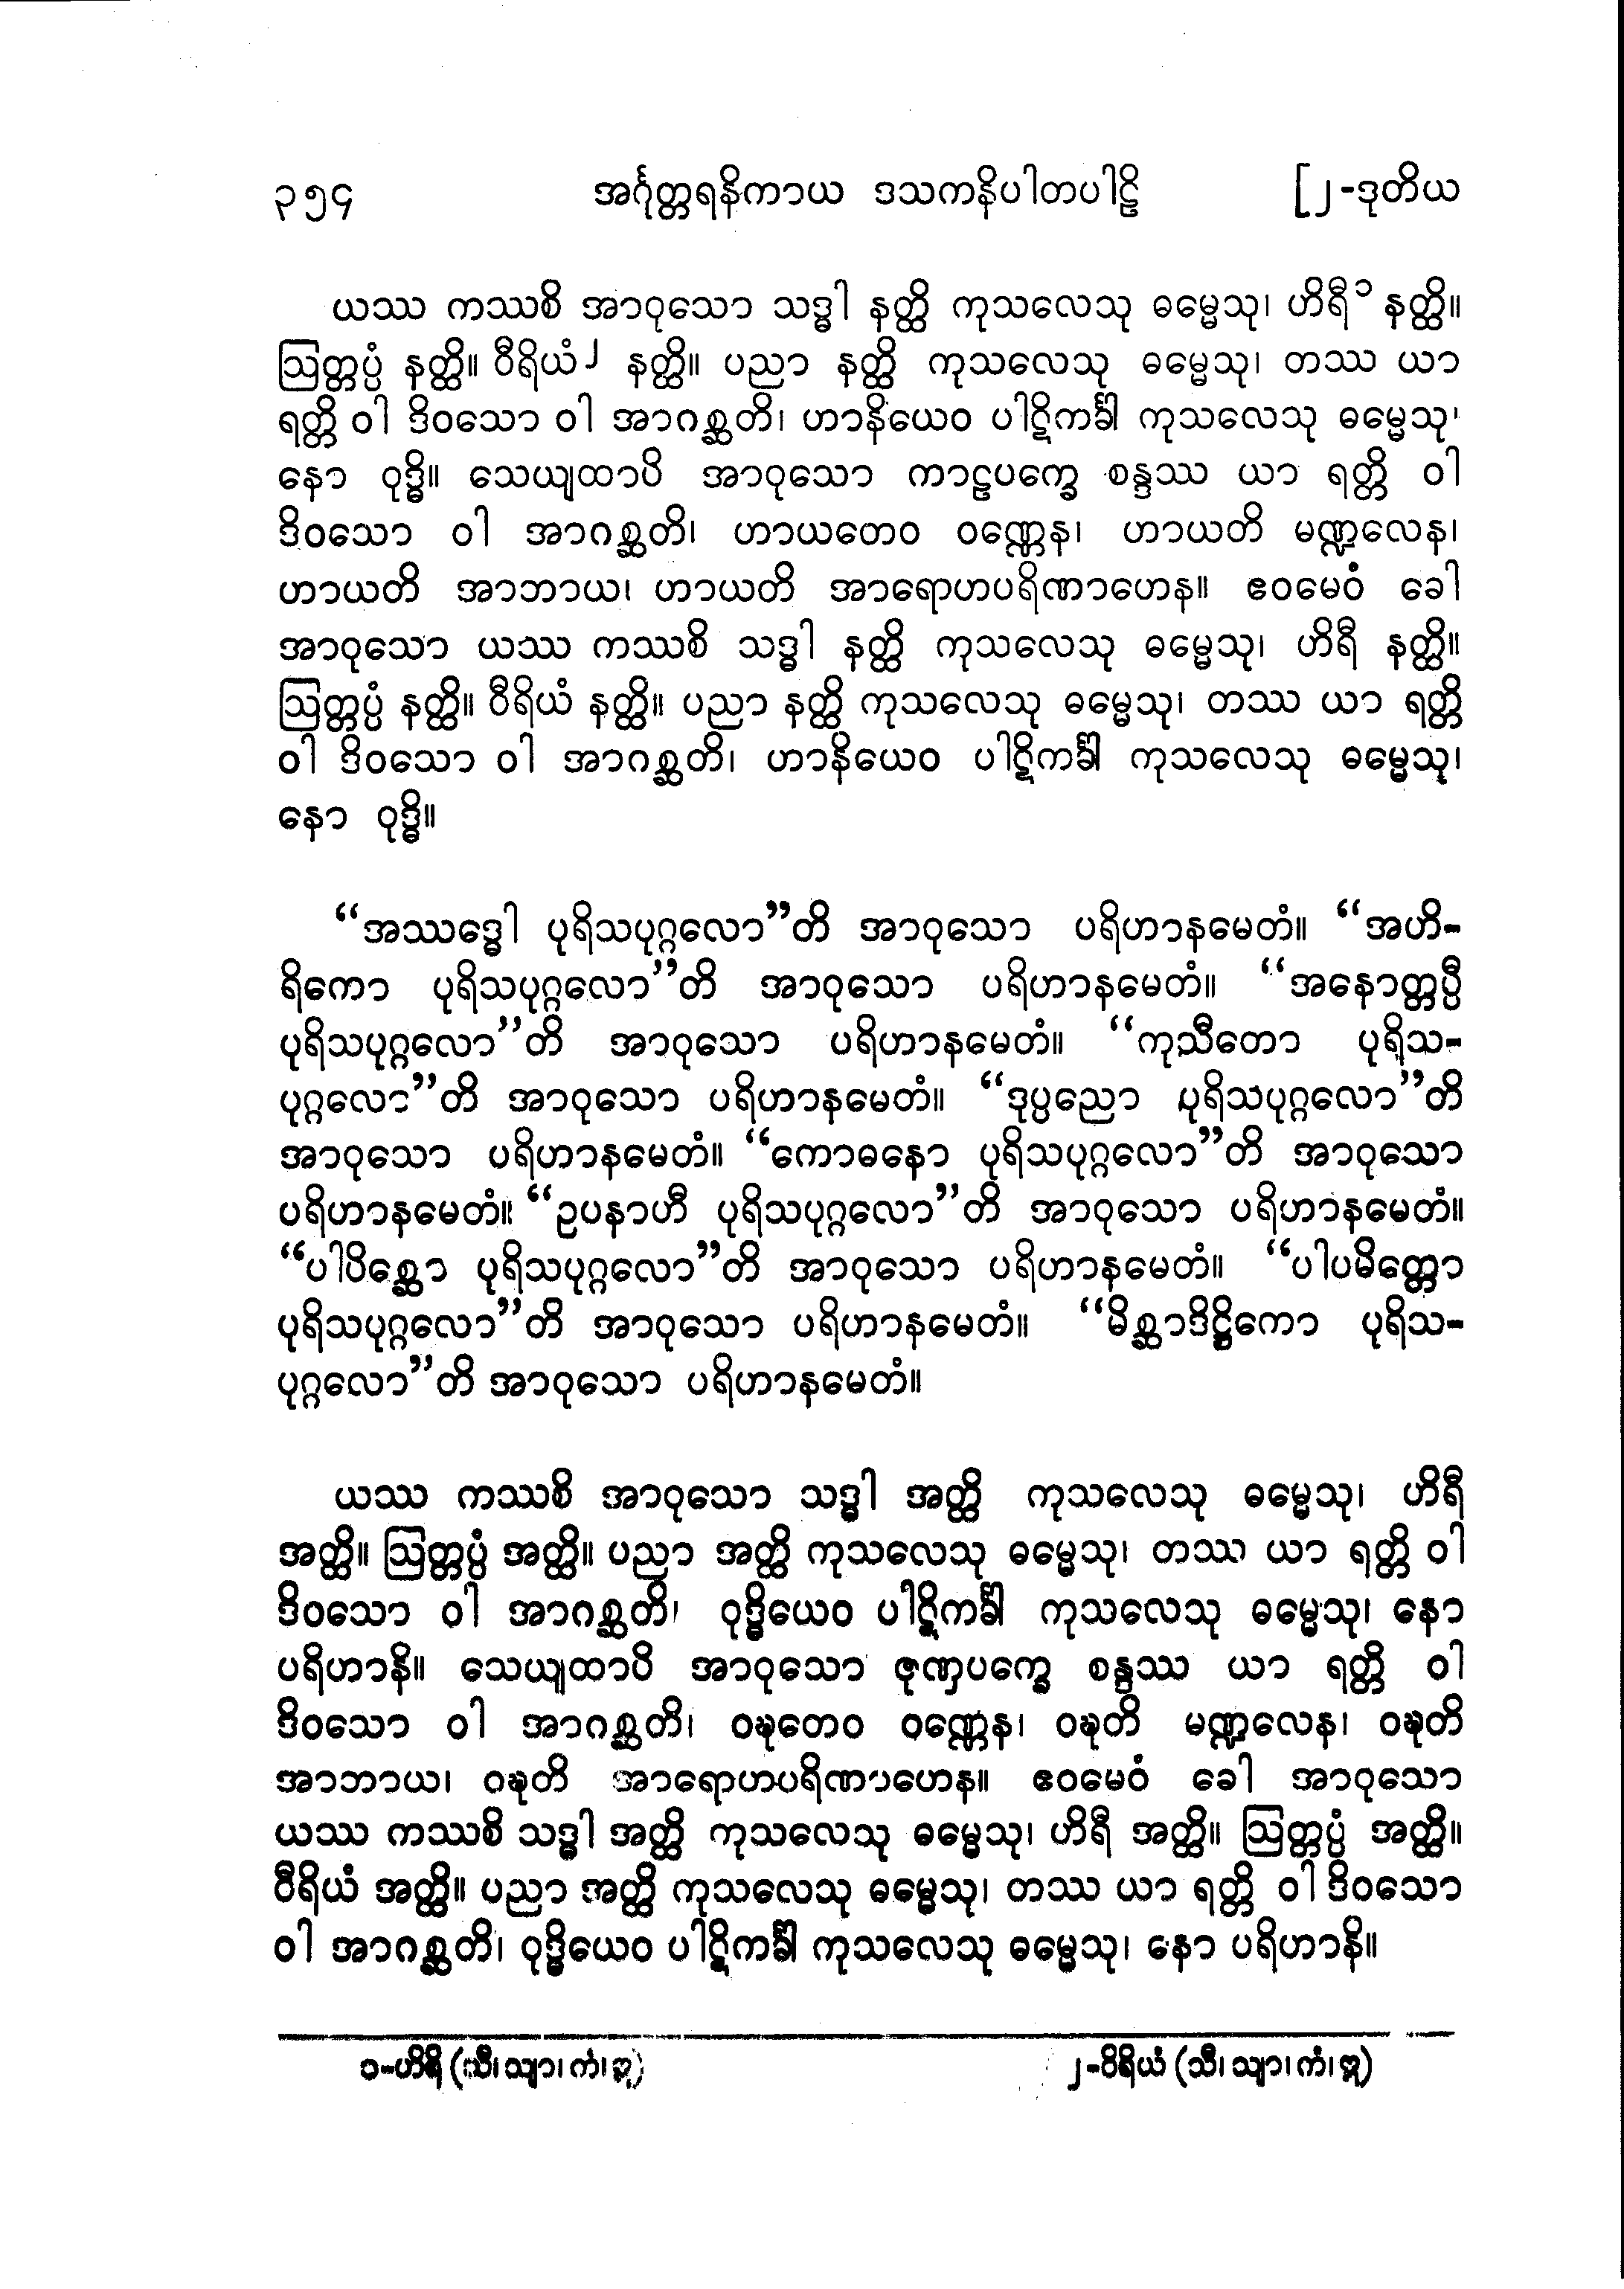 ၃၅၄ အင်္ဂုတ္တရနိကာယ ဒသကနိပါတပါဠိ [၂-ဒုတိယ
ယဿ ကဿစိ အာဝုသော သဒ္ဓါ နတ္ထိ ကုသလေသု ဓမ္မေသု၊ ဟိရီ၁ နတ္ထိ။
ဩတ္တပ္ပံ နတ္ထိ။ ဝီရိယံ၂ နတ္ထိ။ ပညာ နတ္ထိ ကုသလေသု ဓမ္မေသု၊ တဿ ယာ
ရတ္တိ ဝါ ဒိဝသော ဝါ အာဂစ္ဆတိ၊ ဟာနိယေဝ ပါဋိကင်္ခါ ကုသလေသု ဓမ္မေသု၊
နော ဝုဒ္ဓိ။ သေယျထာပိ အာဝုသော ကာဠပက္ခေ စန္ဒဿ ယာ ရတ္တိ ဝါ
ဒိဝသော ဝါ အာဂစ္ဆတိ၊ ဟာယတေဝ ဝဏ္ဏေန၊ ဟာယတိ မဏ္ဍလေန၊
ဟာယတိ အာဘာယ၊ ဟာယတိ အာရောဟပရိဏာဟေန။ ဧဝမေဝံ ခေါ
အာဝုသော ယဿ ကဿစိ သဒ္ဓါ နတ္ထိ ကုသလေသု ဓမ္မေသု၊ ဟိရီ နတ္ထိ။
ဩတ္တပ္ပံ နတ္ထိ။ ဝီရိယံ နတ္ထိ။ ပညာ နတ္ထိ ကုသလေသု ဓမ္မေသု၊ တဿ ယာ ရတ္တိ
ဝါ ဒိဝသော ဝါ အာဂစ္ဆတိ၊ ဟာနိယေဝ ပါဋိကင်္ခါ ကုသလေသု ဓမ္မေသု၊
နော ဝုဒ္ဓိ။
“အဿဒ္ဓေါ ပုရိသပုဂ္ဂလော”တိ အာဝုသော ပရိဟာနမေတံ။ “အဟိ-
ရိကော ပုရိသပုဂ္ဂလော”တိ အာဝုသော ပရိဟာနမေတံ။ “အနောတ္တပ္ပီ
ပုရိသပုဂ္ဂလော”တိ အာဝုသော ပရိဟာနမေတံ။ “ကုသီတော ပုရိသ-
ပုဂ္ဂလော”တိ အာဝုသော ပရိဟာနမေတံ။ “ဒုပ္ပညော ပုရိသပုဂ္ဂလော”တိ
အာဝုသော ပရိဟာနမေတံ။ “ကောဓနော ပုရိသပုဂ္ဂလော”တိ အာဝုသော
ပရိဟာနမေတံ။ “ဥပနာဟီ ပုရိသပုဂ္ဂလော”တိ အာဝုသော ပရိဟာနမေတံ။
“ပါပိစ္ဆော ပုရိသပုဂ္ဂလော”တိ အာဝုသော ပရိဟာနမေတံ။ “ပါပမိတ္တော
ပုရိသပုဂ္ဂလော”တိ အာဝုသော ပရိဟာနမေတံ။ “မိစ္ဆာဒိဋ္ဌိကော ပုရိသ-
ပုဂ္ဂလော”တိ အာဝုသော ပရိဟာနမေတံ။
ယဿ ကဿစိ အာဝုသော သဒ္ဓါ အတ္ထိ ကုသလေသု ဓမ္မေသု၊ ဟိရီ
အတ္ထိ။ ဩတ္တပ္ပံ အတ္ထိ။ ပညာ အတ္ထိ ကုသလေသု ဓမ္မေသု၊ တဿ ယာ ရတ္တိ ဝါ
ဒိဝသော ဝါ အာဂစ္ဆတိ၊ ဝုဒ္ဓိယေဝ ပါဋိကင်္ခါ ကုသလေသု ဓမ္မေသု၊ နော
ပရိဟာနိ။ သေယျထာပိ အာဝုသော ဇုဏှပက္ခေ စန္ဒဿ ယာ ရတ္တိ ဝါ
ဒိဝသော ဝါ အာဂစ္ဆတိ၊ ဝဍ္ဎတေဝ ဝဏ္ဏေန၊ ဝဍ္ဎတိ မဏ္ဍလေန၊ ဝဍ္ဎတိ
အာဘာယ၊ ဝဍ္ဎတိ အာရောဟပရိဏာဟေန။ ဧဝမေဝံ ခေါ အာဝုသော
ယဿ ကဿစိ သဒ္ဓါ အတ္ထိ ကုသလေသု ဓမ္မေသု၊ ဟိရီ အတ္ထိ။ ဩတ္တပ္ပံ အတ္ထိ။
ဝီရိယံ အတ္ထိ။ ပညာ အတ္ထိ ကုသလေသု ဓမ္မေသု၊ တဿ ယာ ရတ္တိ ဝါ ဒိဝသော
ဝါ အာဂစ္ဆတိ၊ ဝုဒ္ဓိယေဝ ပါဋိကင်္ခါ ကုသလေသု ဓမ္မေသု၊ နော ပရိဟာနိ။
၁-ဟိရိ (သီ၊ သျာ၊ ကံ၊ ဣ) ၂-ဝိရိယံ (သီ၊ သျာ၊ ကံ၊ ဣ)